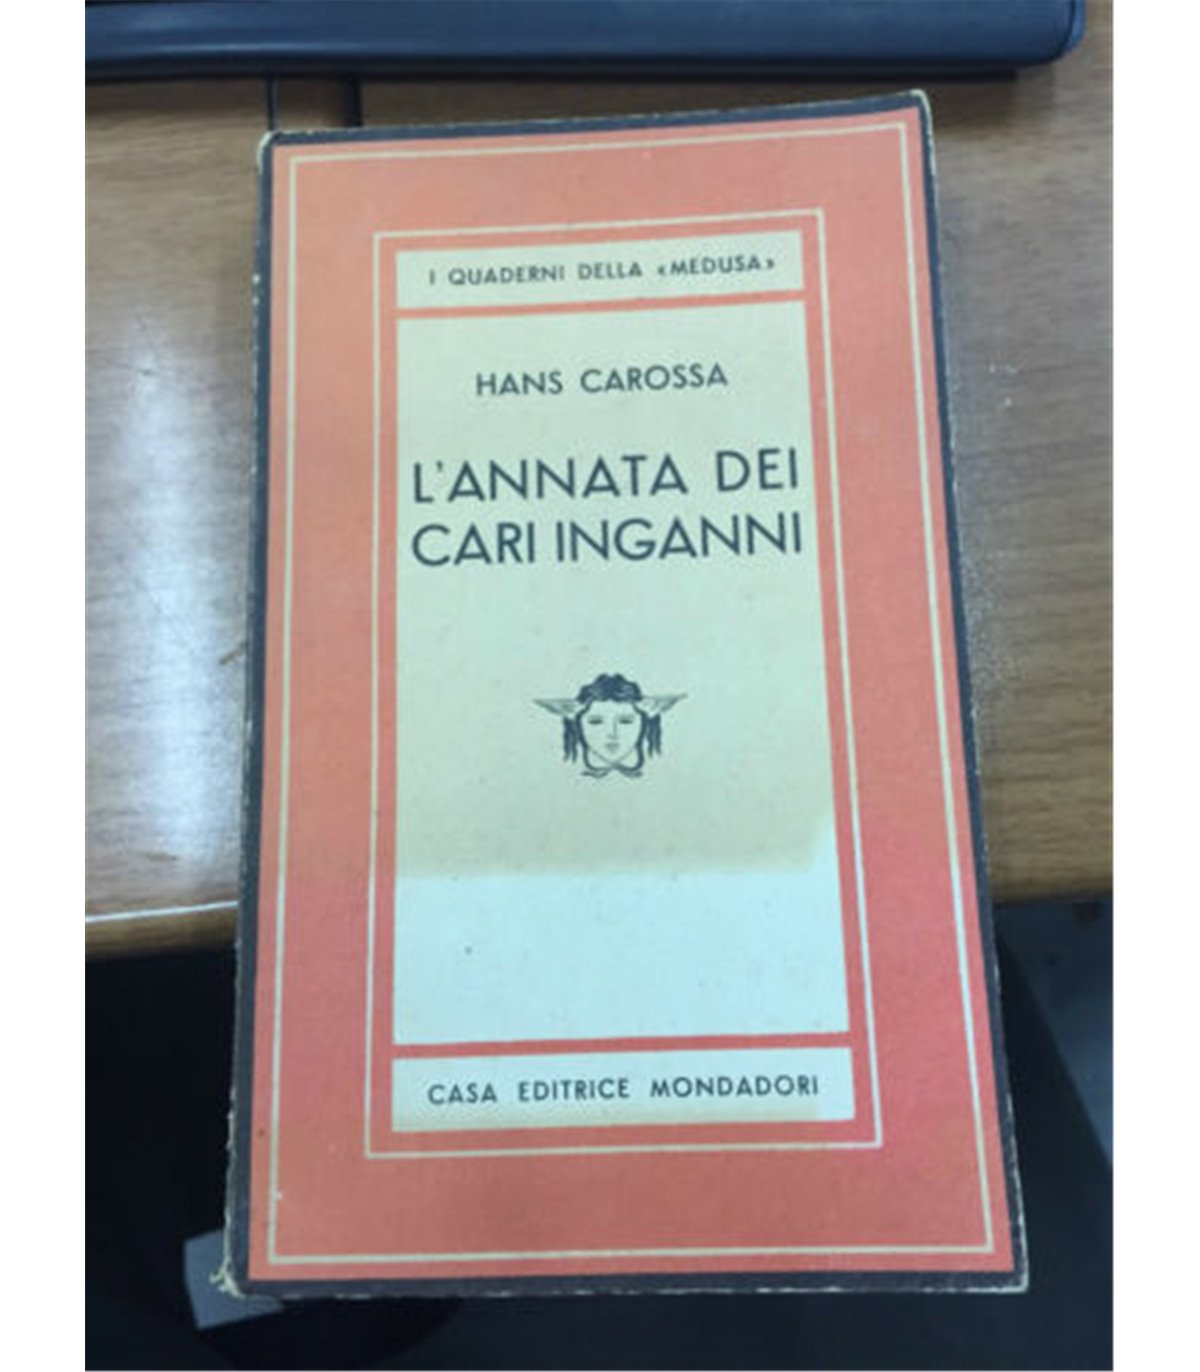 I QUADERNI DELLA «MEDUSA»
HANS CAROSSA
L'ANNATA DEI
CARI INGANNI
CASA EDITRICE MONDADORI